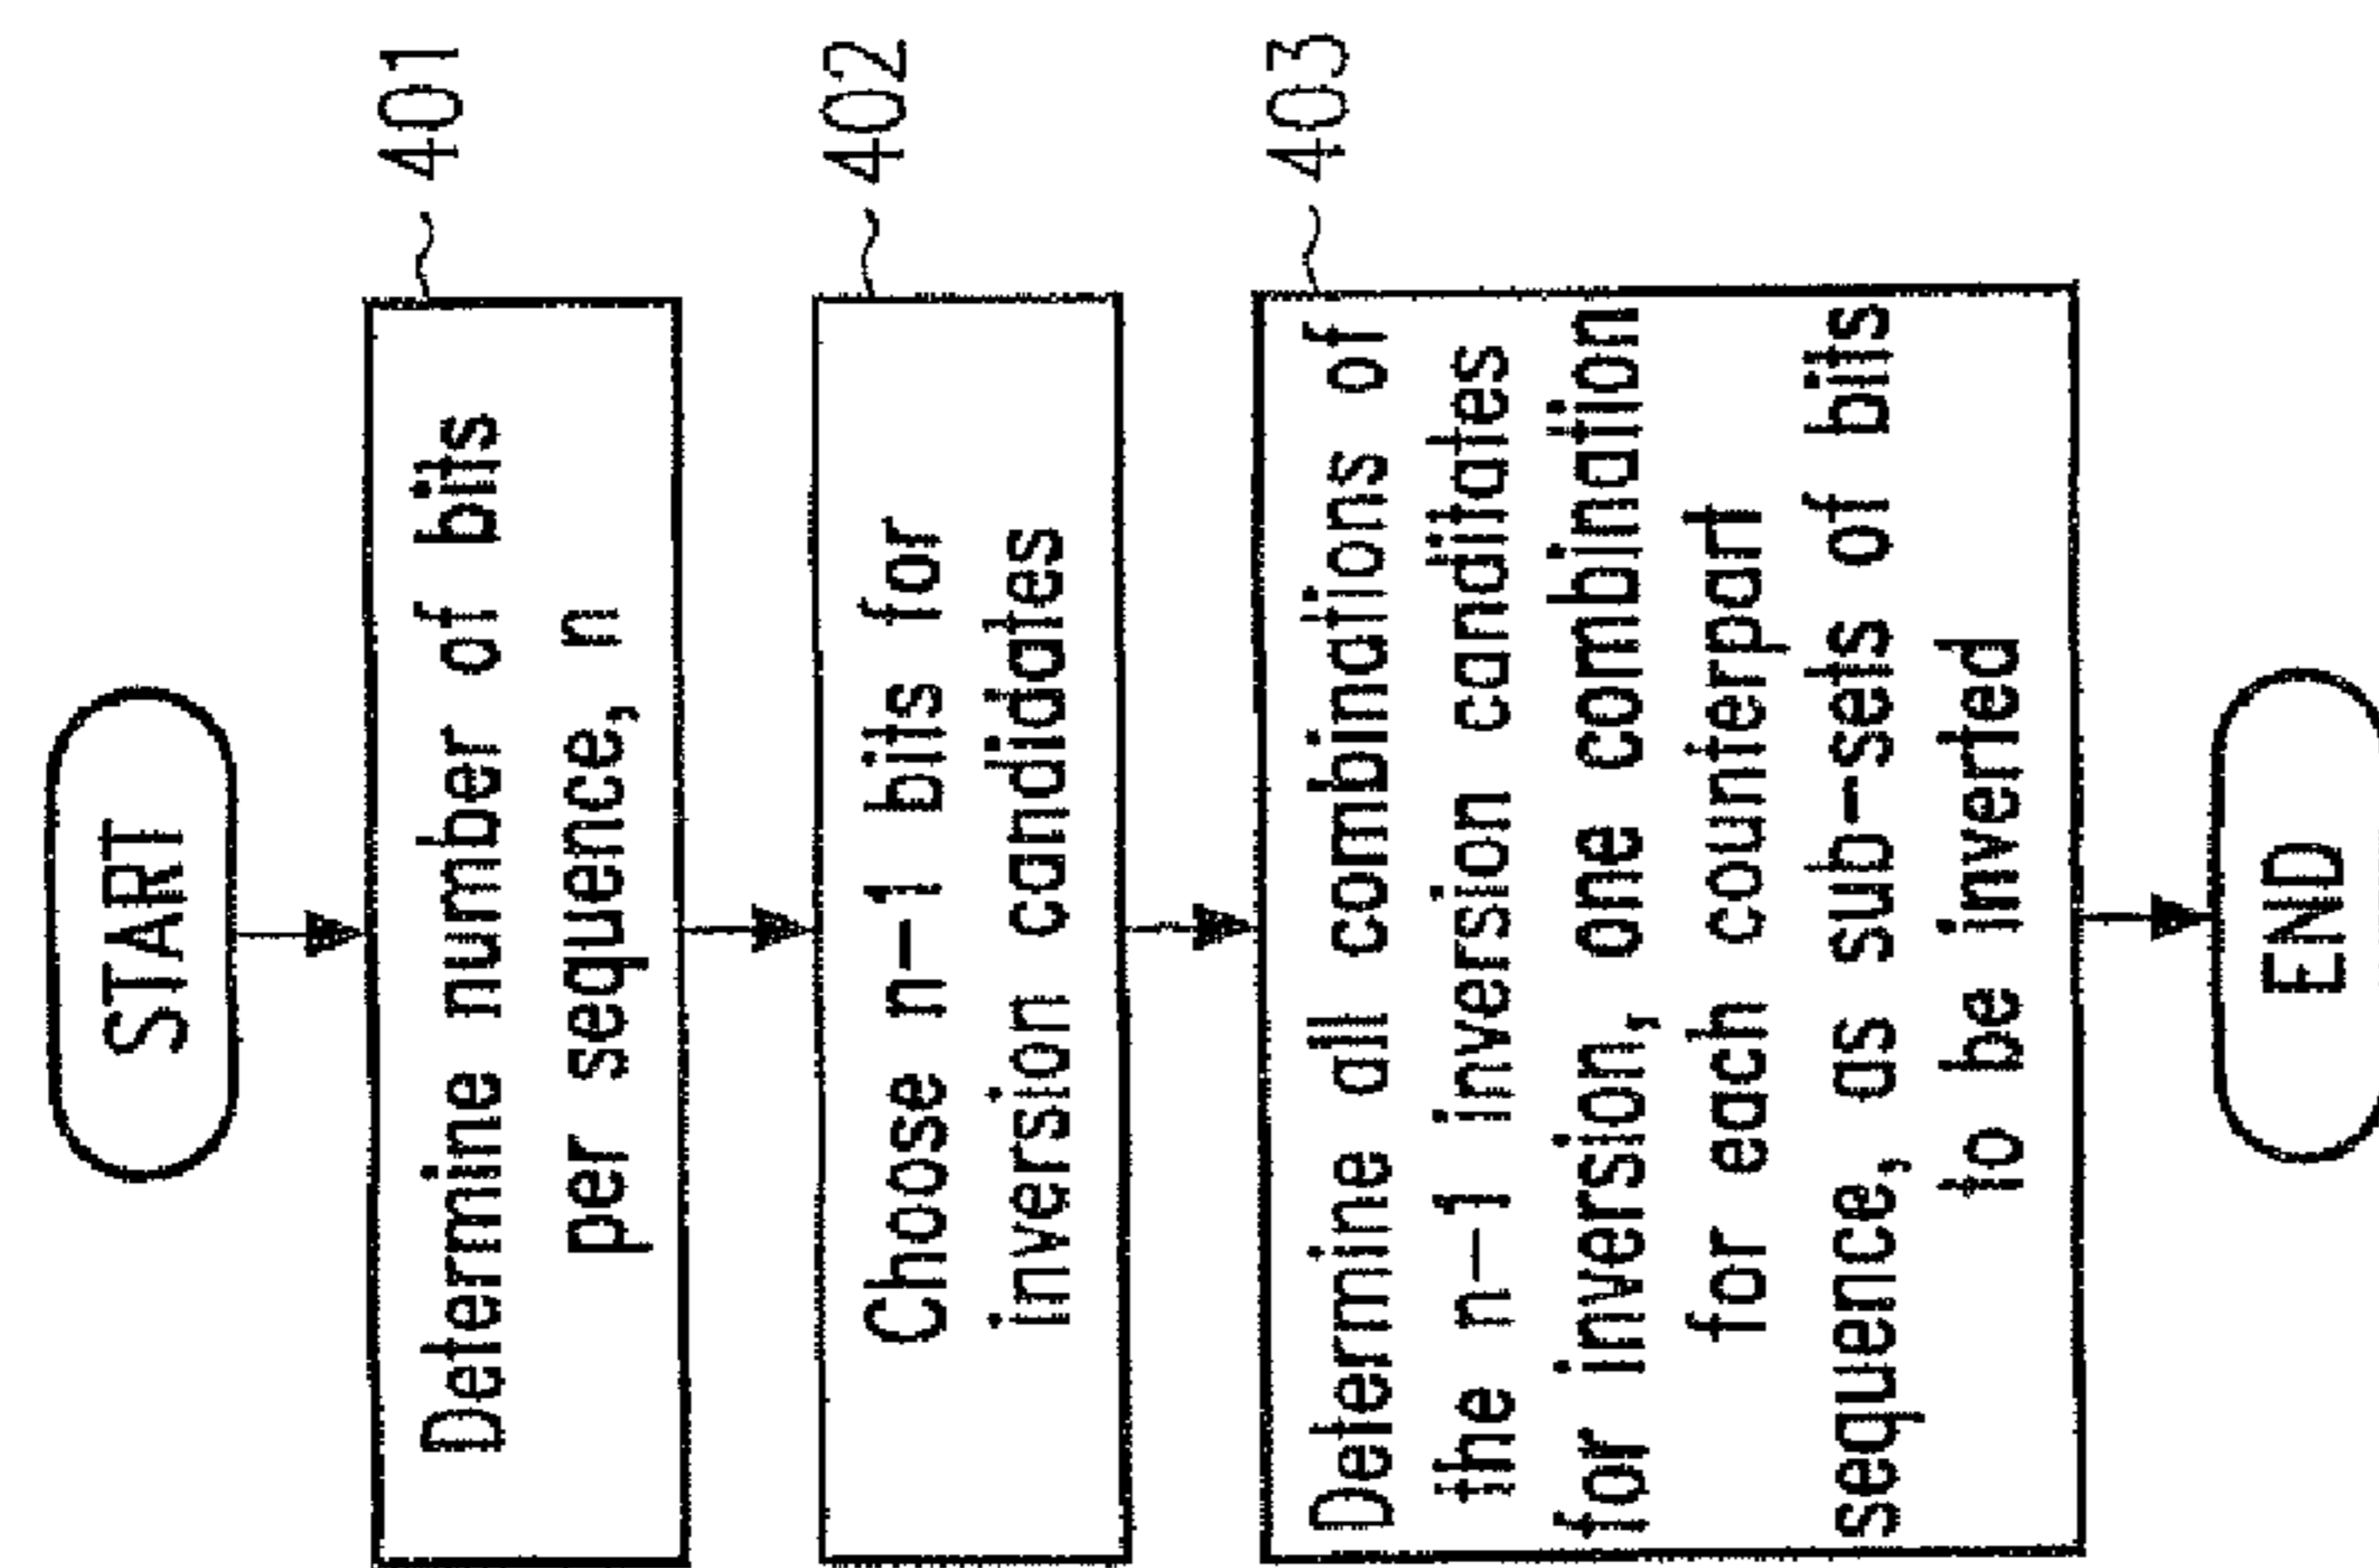 START
401
Determine number of bits
per sequence, n
402
Choose n-1 bits for
inversion candidates
403
Determine all combinations of
the n-1 inversion canditates
for inversion, one combination
for each counterpart
sequence, as sub-sets of bits
to be inverted
END